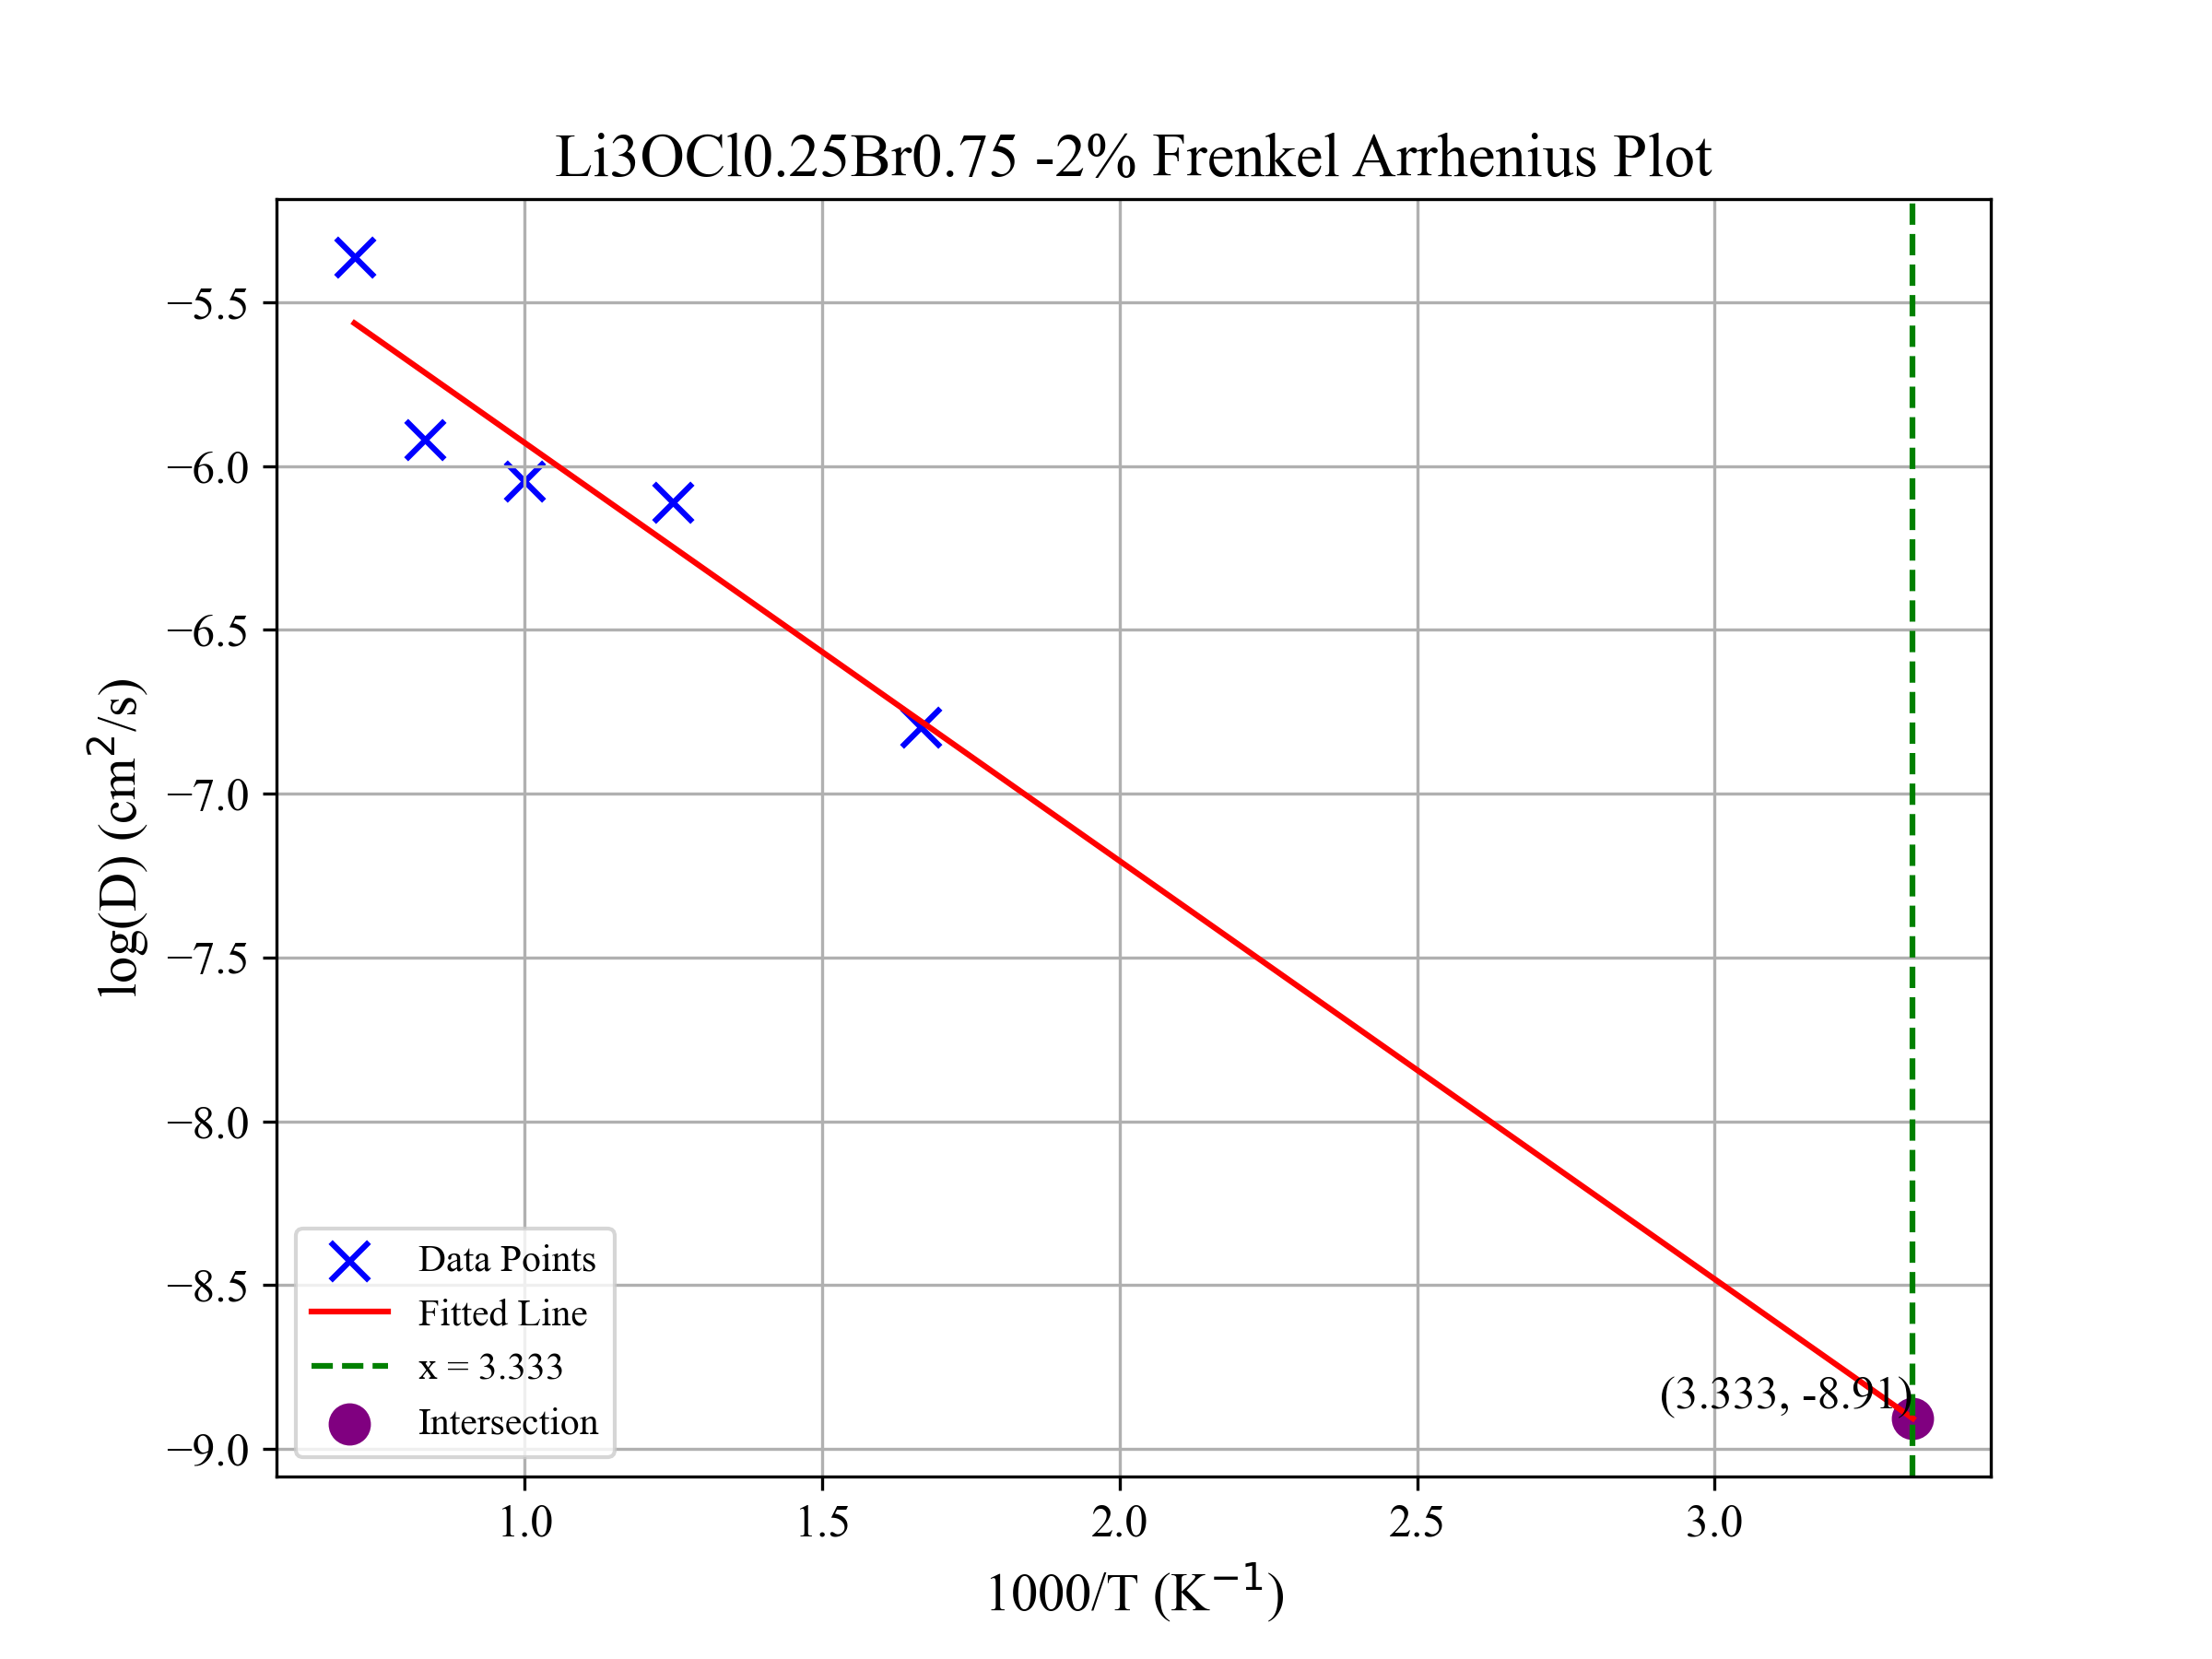 Li3OCl0.25Br0.75 -2% Frenkel Arrhenius Plot
log(D) (cm²/s)
−5.5
−6.0
−6.5
−7.0
−7.5
−8.0
−8.5
−9.0
(3.333, -8.91)
Data Points
Fitted Line
x = 3.333
Intersection
1.0 1.5 2.0 2.5 3.0
1000/T (K⁻¹)